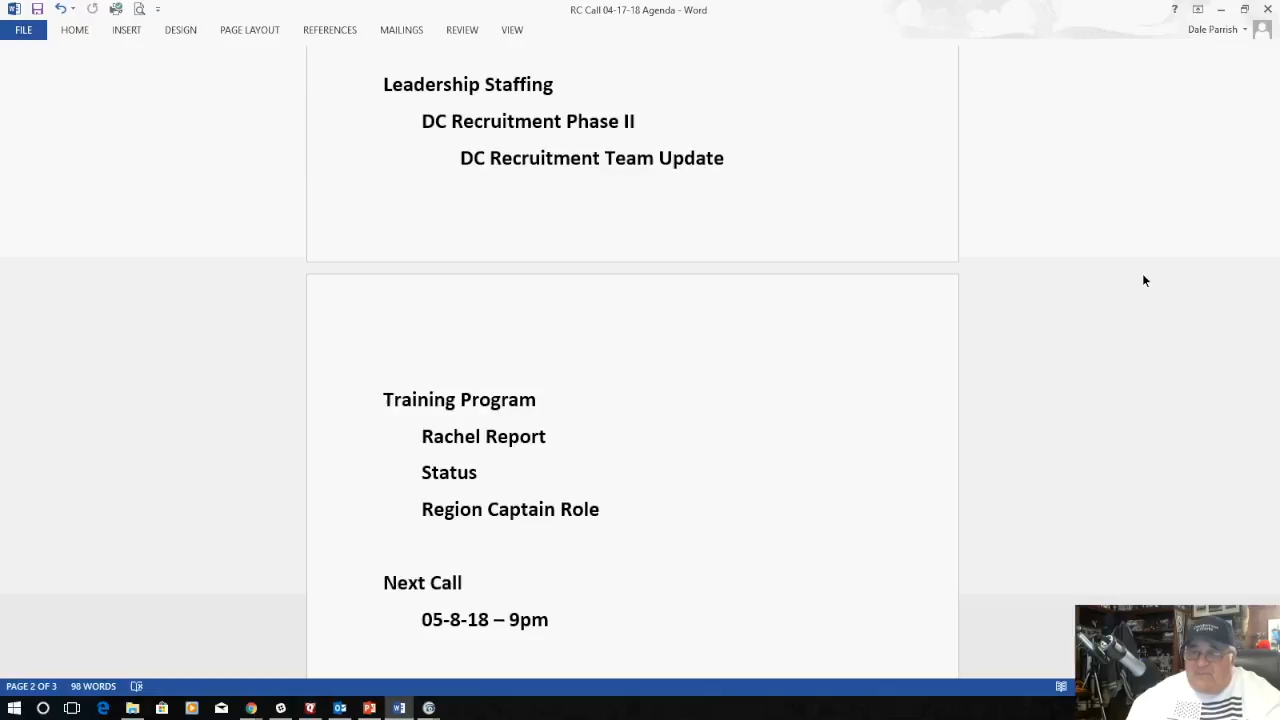 RC Call 04-17-18 Agenda - Word
FILE
HOME
INSERT
DESIGN
PAGE LAYOUT
REFERENCES
MAILINGS
REVIEW
VIEW
Dale Parrish
Leadership Staffing
DC Recruitment Phase II
DC Recruitment Team Update
Training Program
Rachel Report
Status
Region Captain Role
Next Call
05-8-18 – 9pm
PAGE 2 OF 3
98 WORDS